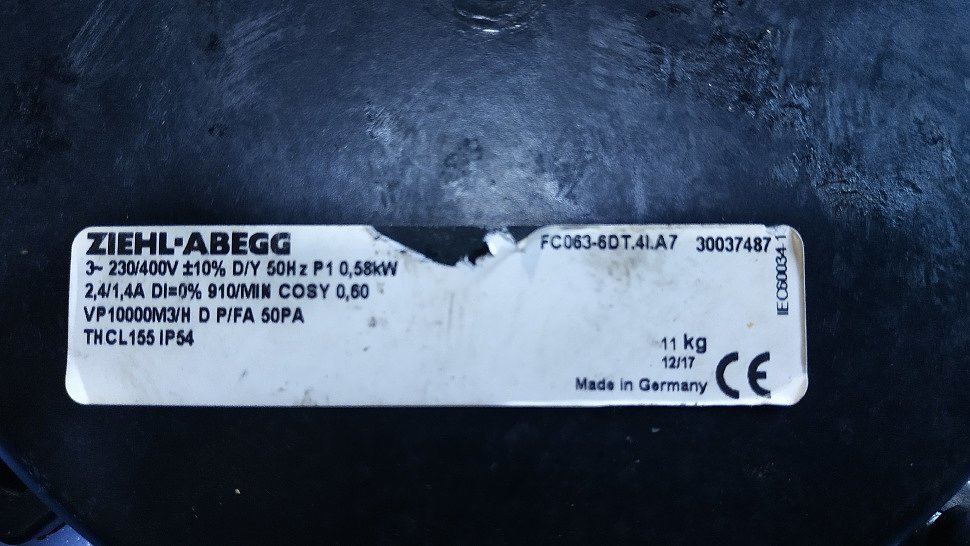 ZIEHL-ABEGG FC063-6DT.4I.A7 30037487
3~ 230/400V ±10% D/Y 50Hz P1 0,58kW
2,4/1,4A DI=0% 910/MIN COSY 0,60
VP10000M3/H D P/FA 50PA
THCL155 IP54
11 kg
12/17
Made in Germany CE
IEC60034-1